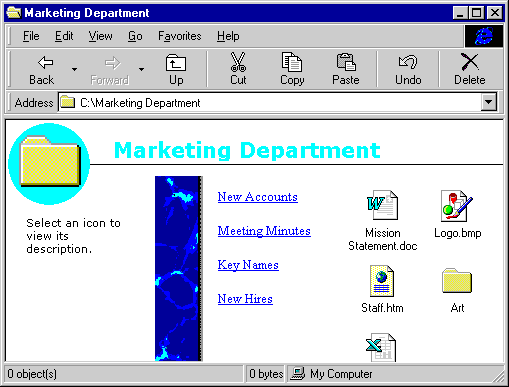 Marketing Department
File Edit View Go Favorites Help
Back Forward Up Cut Copy Paste Undo Delete
Address C:\Marketing Department
Marketing Department
Select an icon to
view its
description.
New Accounts
Meeting Minutes
Key Names
New Hires
Mission
Statement.doc
Logo.bmp
Staff.htm
Art
0 object(s) 0 bytes My Computer